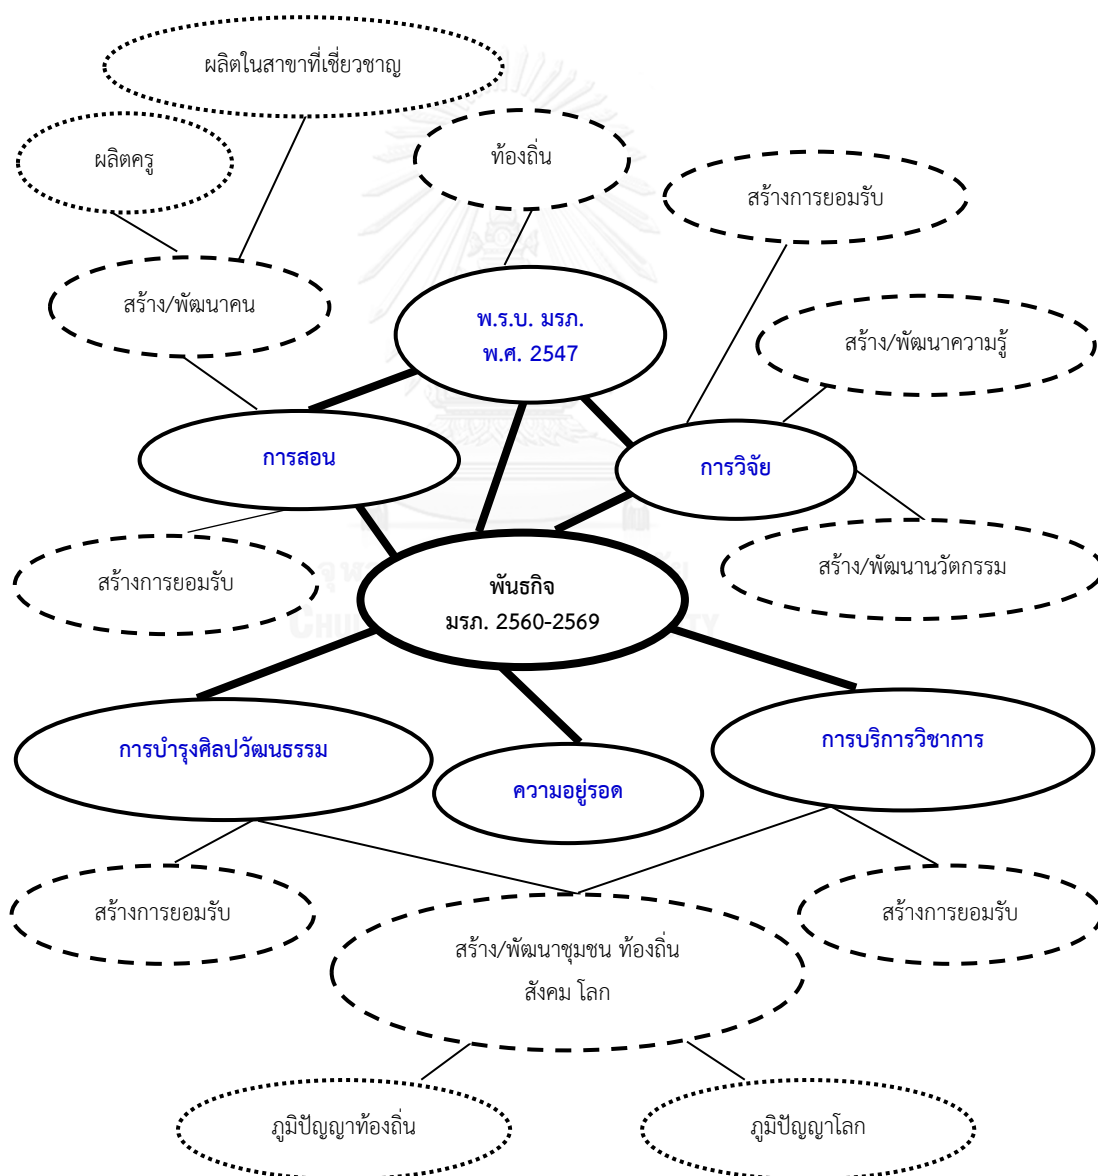 ผลิตในสาขาที่เชี่ยวชาญ
ท้องถิ่น
ผลิตครู
สร้างการยอมรับ
สร้าง/พัฒนาคน
พ.ร.บ. มรภ.
พ.ศ. 2547
สร้าง/พัฒนาความรู้
การสอน
การวิจัย
สร้างการยอมรับ
สร้าง/พัฒนานวัตกรรม
พันธกิจ
มรภ. 2560-2569
การบำรุงศิลปวัฒนธรรม
การบริการวิชาการ
ความอยู่รอด
สร้างการยอมรับ
สร้างการยอมรับ
สร้าง/พัฒนาชุมชน ท้องถิ่น
สังคม โลก
ภูมิปัญญาท้องถิ่น
ภูมิปัญญาโลก